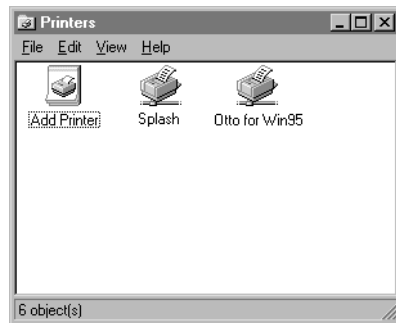 Printers
File Edit View Help
Add Printer Splash Otto for Win95
6 object(s)